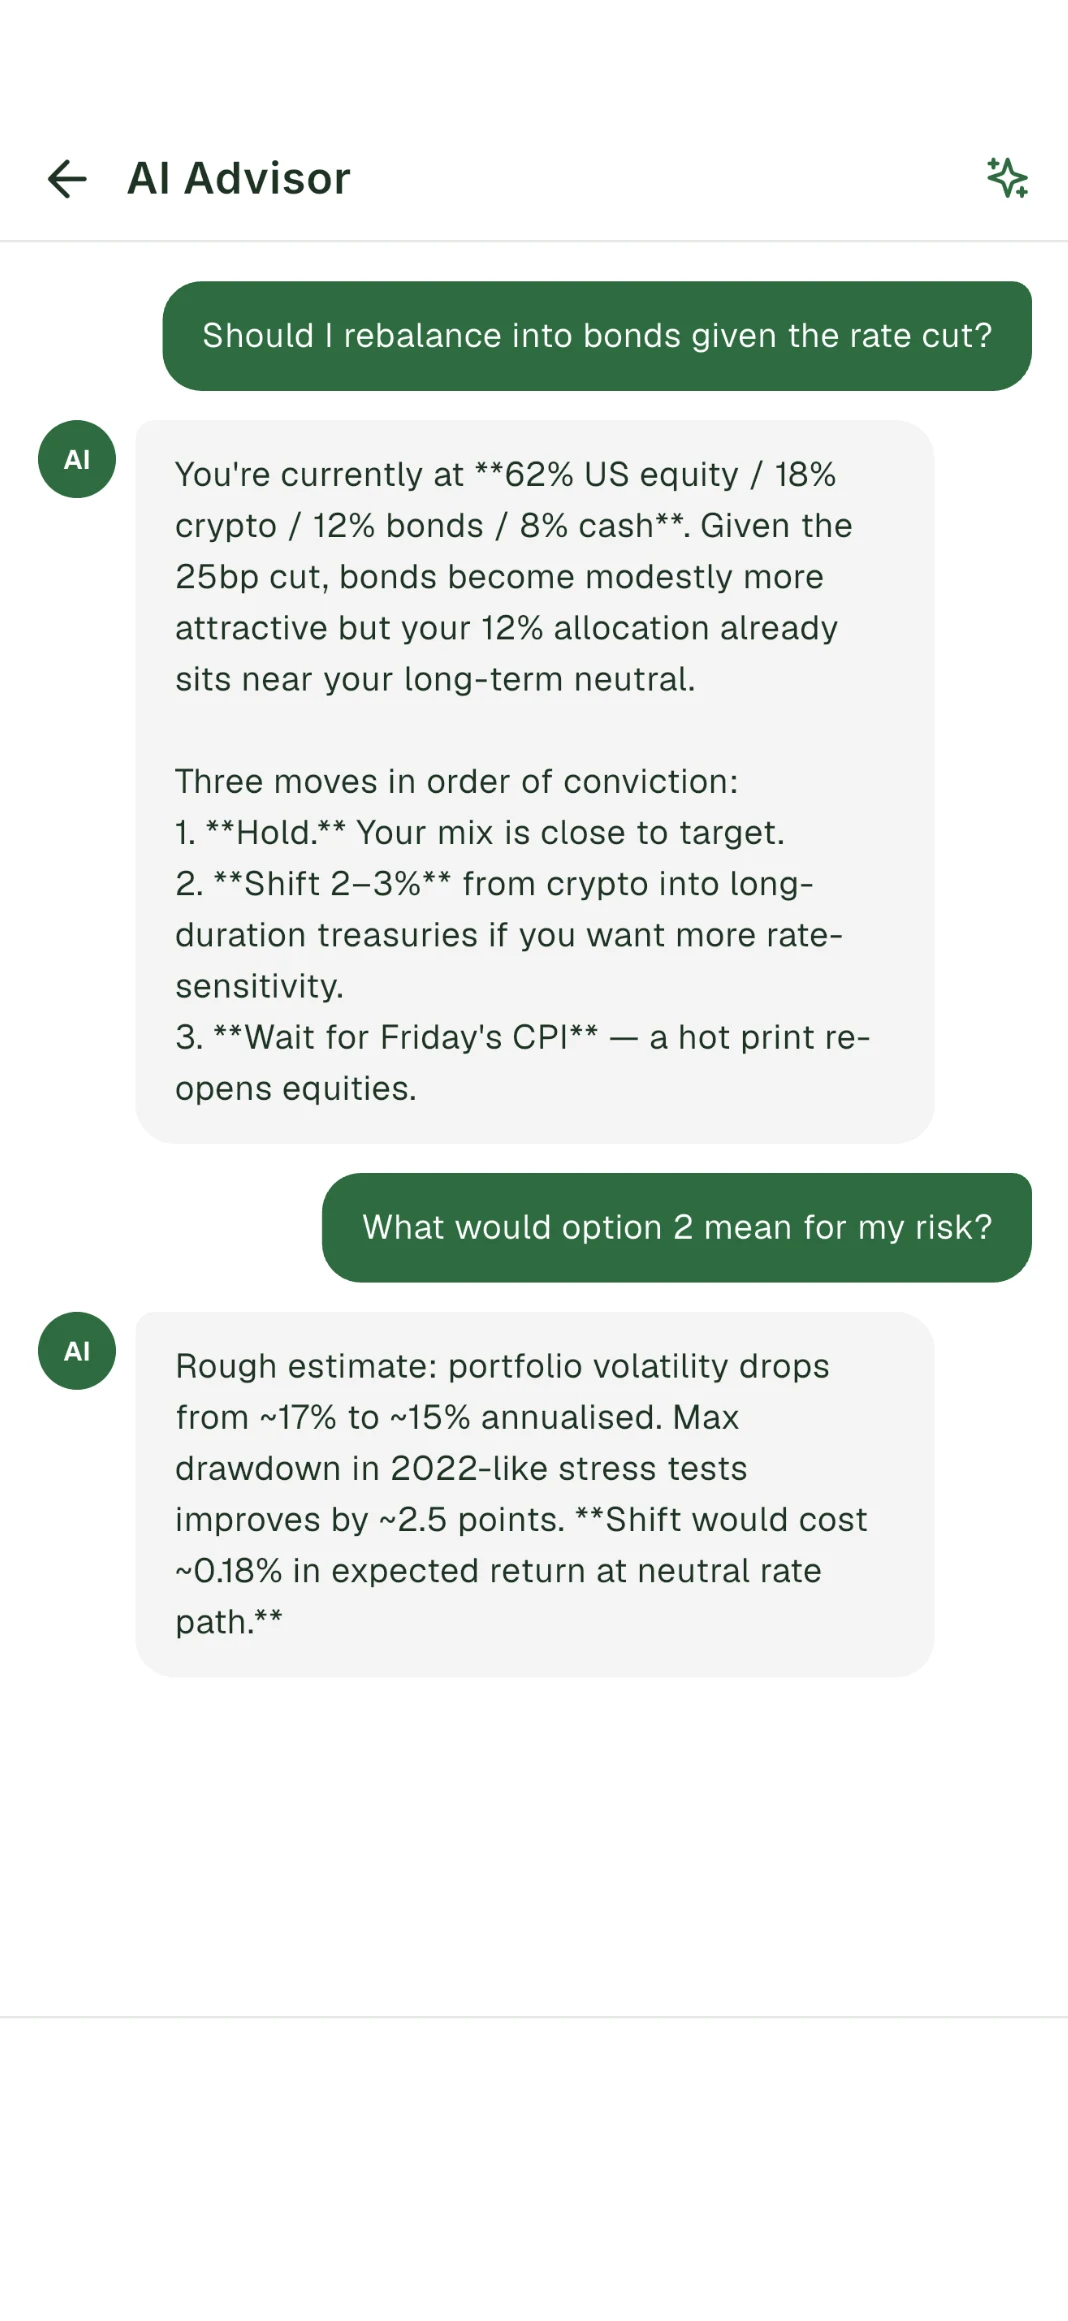 AI Advisor
Should I rebalance into bonds given the rate cut?
AI
You're currently at **62% US equity / 18%
crypto / 12% bonds / 8% cash**. Given the
25bp cut, bonds become modestly more
attractive but your 12% allocation already
sits near your long-term neutral.
Three moves in order of conviction:
1. **Hold.** Your mix is close to target.
2. **Shift 2–3%** from crypto into long-
duration treasuries if you want more rate-
sensitivity.
3. **Wait for Friday's CPI** — a hot print re-
opens equities.
What would option 2 mean for my risk?
AI
Rough estimate: portfolio volatility drops
from ~17% to ~15% annualised. Max
drawdown in 2022-like stress tests
improves by ~2.5 points. **Shift would cost
~0.18% in expected return at neutral rate
path.**